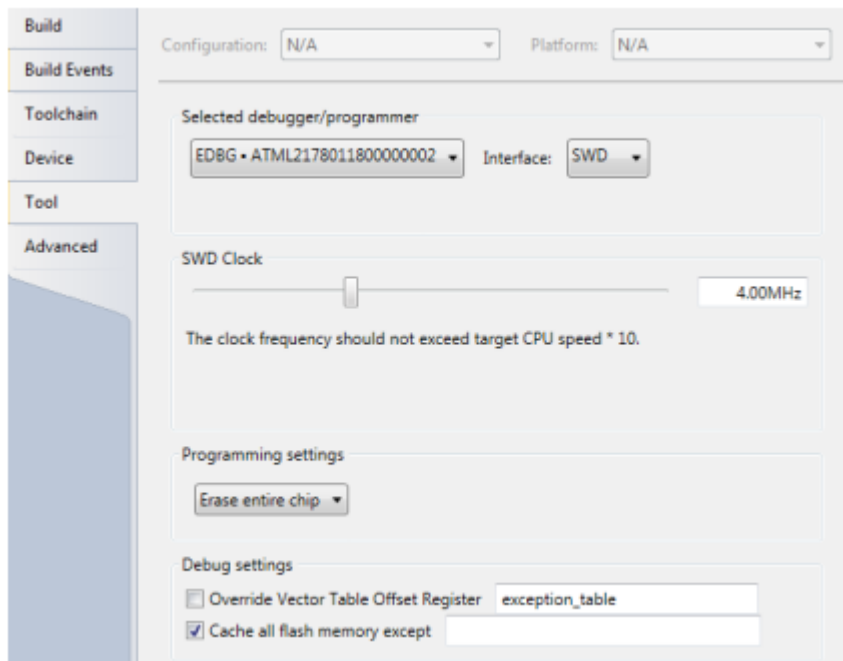 Build
Build Events
Toolchain
Device
Tool
Advanced
Configuration: N/A Platform: N/A
Selected debugger/programmer
EDBG • ATML2178011800000002 Interface: SWD
SWD Clock
4.00MHz
The clock frequency should not exceed target CPU speed * 10.
Programming settings
Erase entire chip
Debug settings
Override Vector Table Offset Register exception_table
Cache all flash memory except